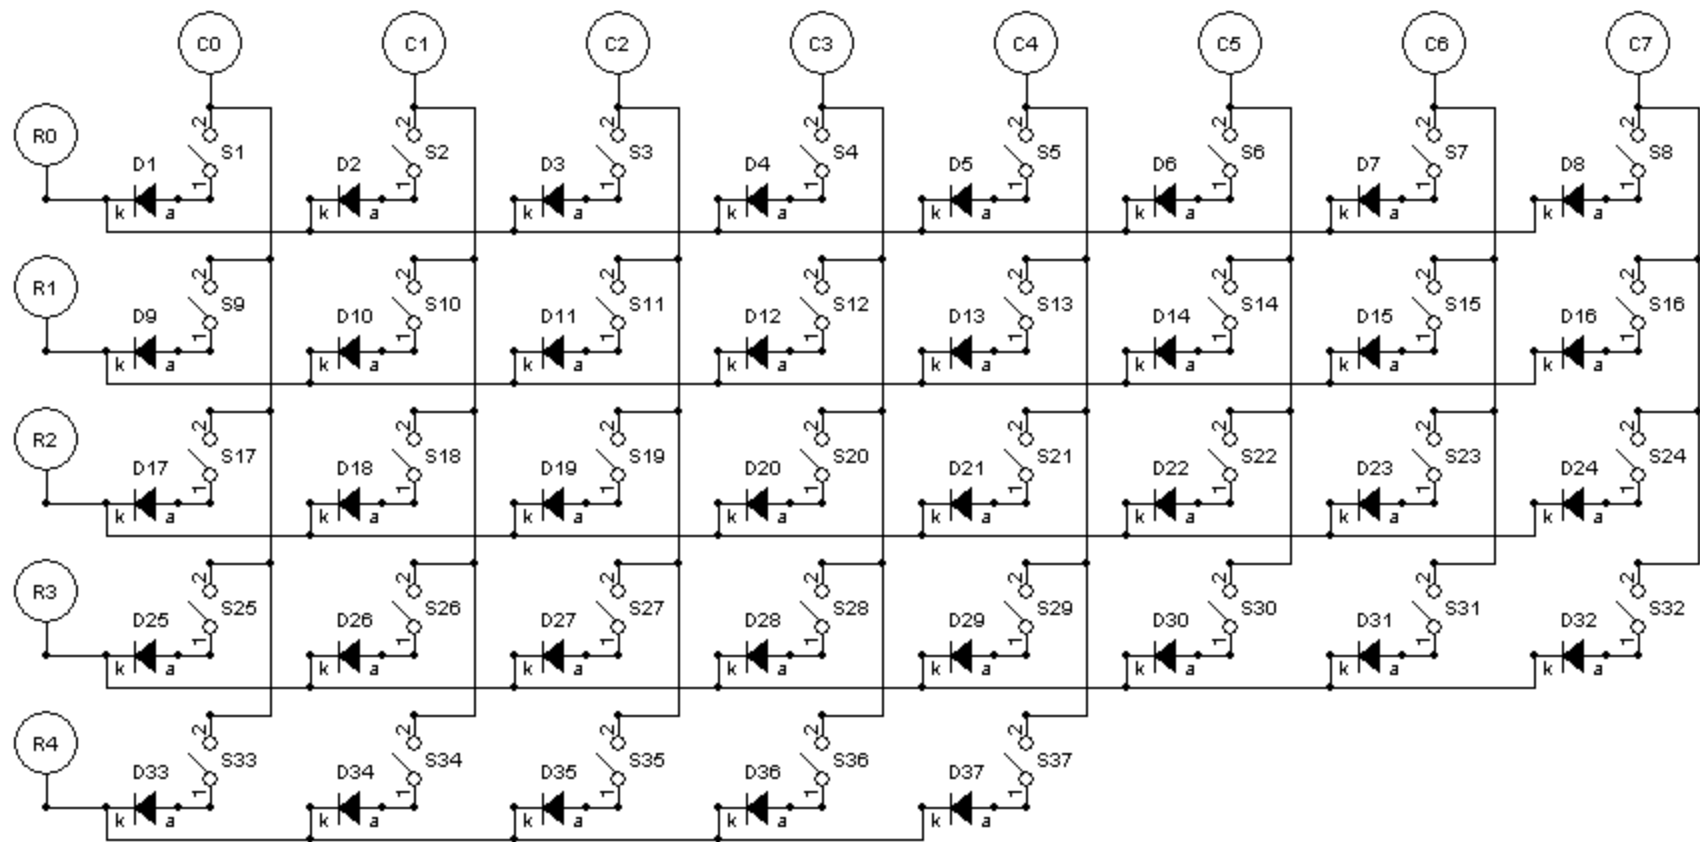 C0 C1 C2 C3 C4 C5 C6 C7
R0
2 2 2 2 2 2 2 2
D1 S1 D2 S2 D3 S3 D4 S4 D5 S5 D6 S6 D7 S7 D8 S8
k a 1 k a 1 k a 1 k a 1 k a 1 k a 1 k a 1 k a 1
R1
2 2 2 2 2 2 2 2
D9 S9 D10 S10 D11 S11 D12 S12 D13 S13 D14 S14 D15 S15 D16 S16
k a 1 k a 1 k a 1 k a 1 k a 1 k a 1 k a 1 k a 1
R2
2 2 2 2 2 2 2 2
D17 S17 D18 S18 D19 S19 D20 S20 D21 S21 D22 S22 D23 S23 D24 S24
k a 1 k a 1 k a 1 k a 1 k a 1 k a 1 k a 1 k a 1
R3
2 2 2 2 2 2 2 2
D25 S25 D26 S26 D27 S27 D28 S28 D29 S29 D30 S30 D31 S31 D32 S32
k a 1 k a 1 k a 1 k a 1 k a 1 k a 1 k a 1 k a 1
R4
2 2 2 2 2
D33 S33 D34 S34 D35 S35 D36 S36 D37 S37
k a 1 k a 1 k a 1 k a 1 k a 1